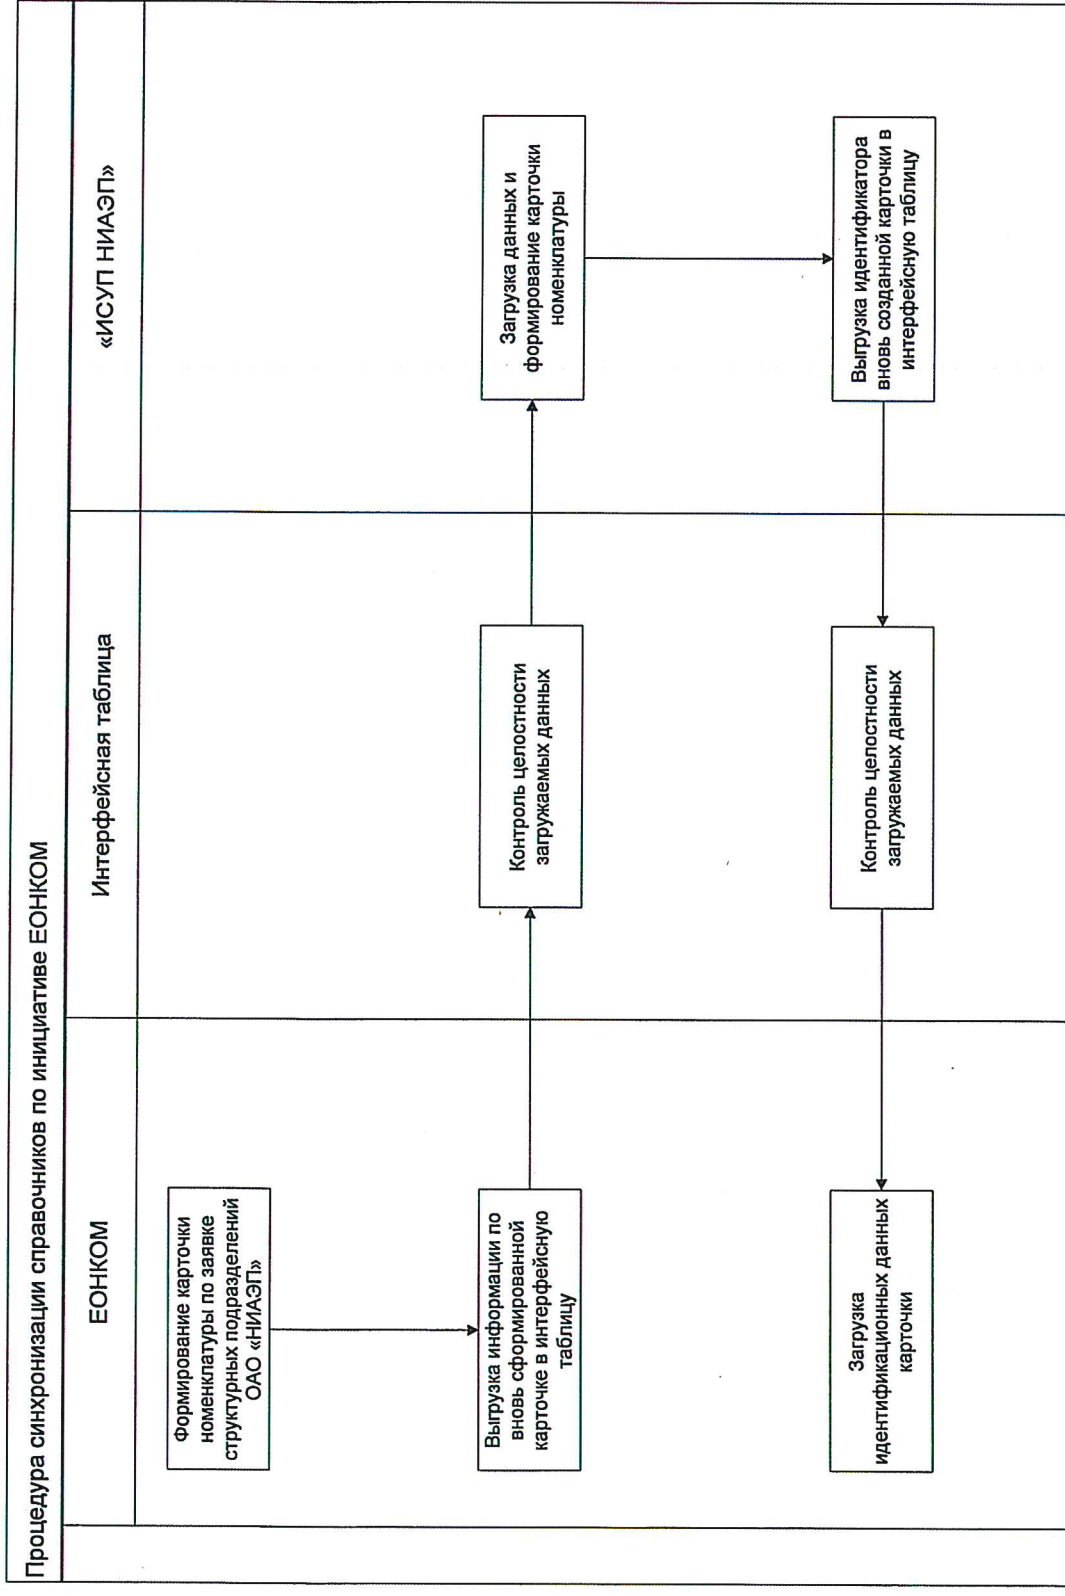 Процедура синхронизации справочников по инициативе ЕОНКОМ
ЕОНКОМ
Интерфейсная таблица
«ИСУП НИАЭП»
Формирование карточки
номенклатуры по заявке
структурных подразделений
ОАО «НИАЭП»
Выгрузка информации по
вновь сформированной
карточке в интерфейсную
таблицу
Контроль целостности
загружаемых данных
Загрузка данных и
формирование карточки
номенклатуры
Выгрузка идентификатора
вновь созданной карточки в
интерфейсную таблицу
Контроль целостности
загружаемых данных
Загрузка
идентификационных данных
карточки